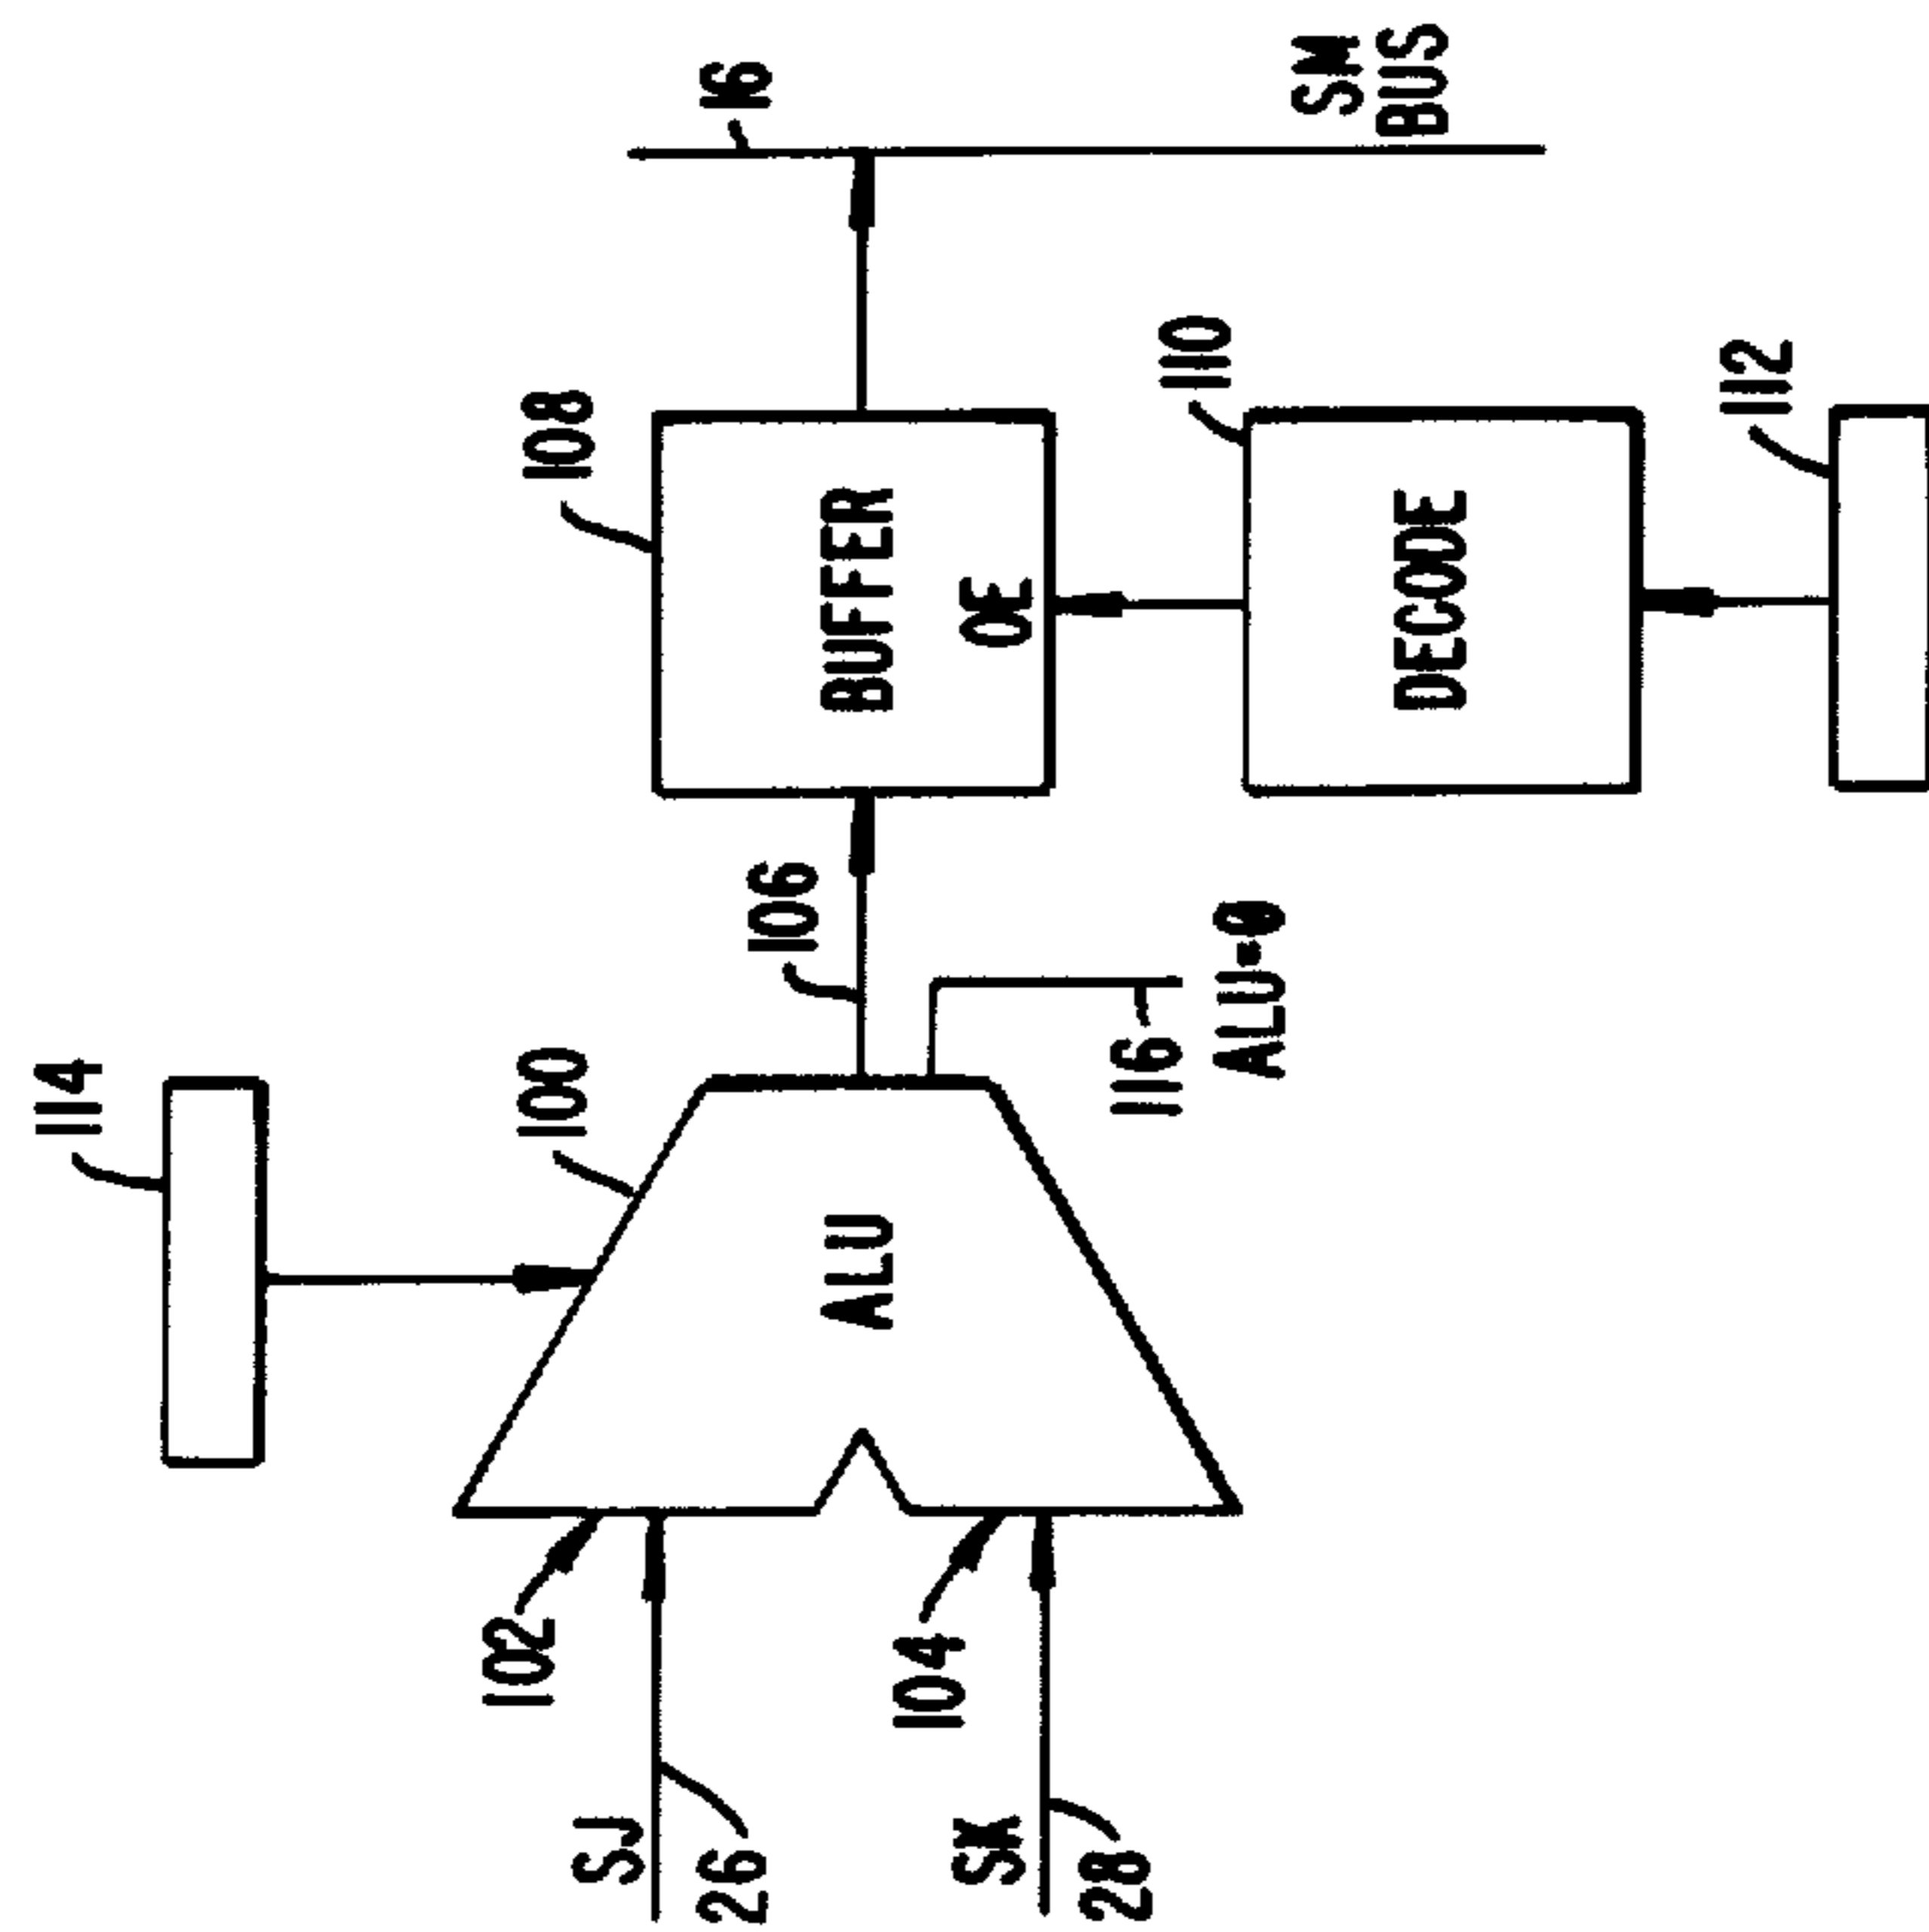 114
100
ALU
102
SJ
26
104
SK
28
106
116
ALU=0
108
BUFFER
OE
110
DECODE
112
16
SM
BUS